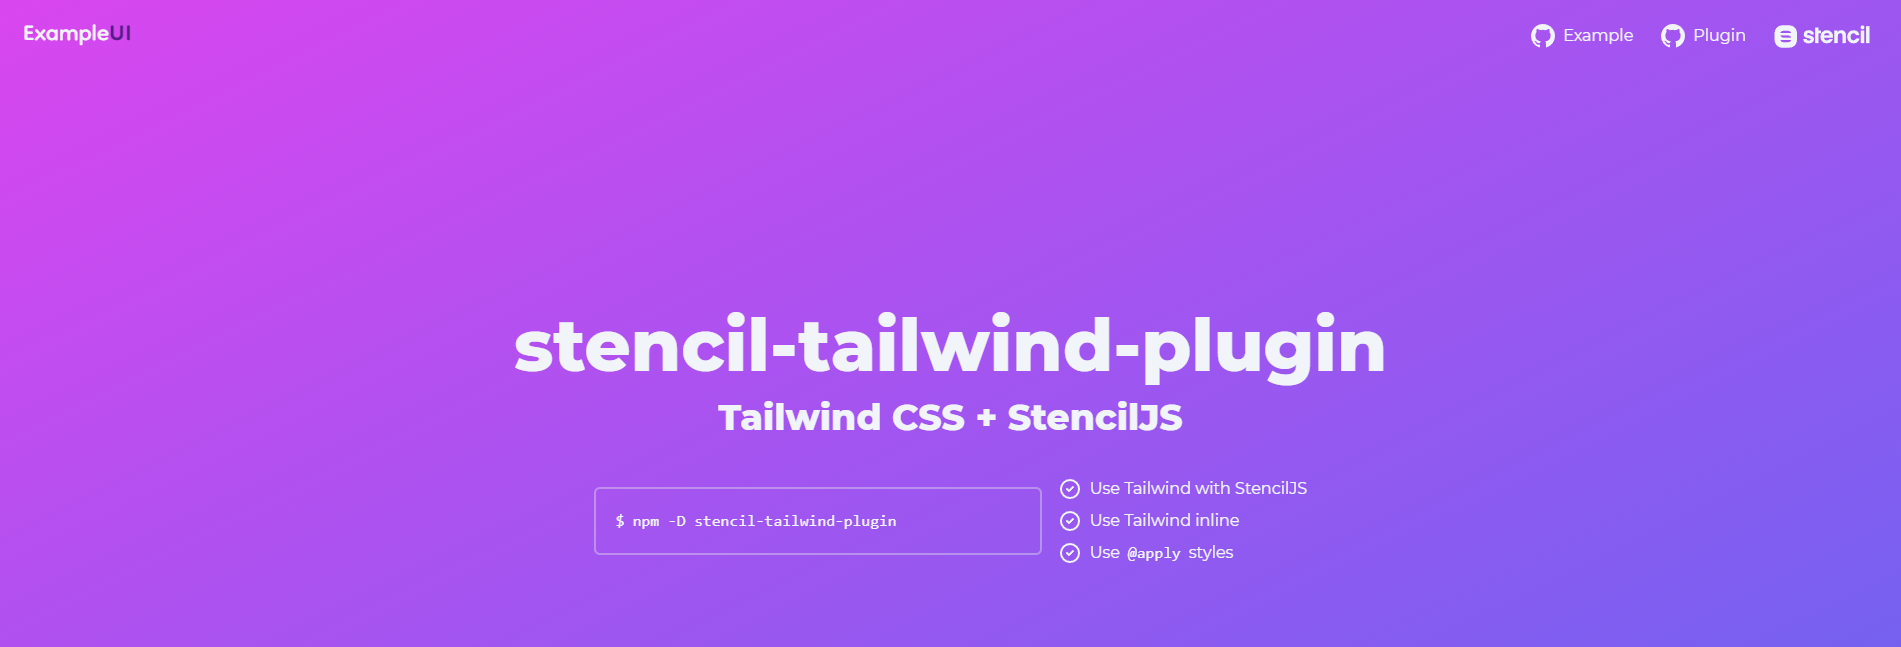 ExampleUI
Example Plugin stencil
stencil-tailwind-plugin
Tailwind CSS + StencilJS
$ npm -D stencil-tailwind-plugin
Use Tailwind with StencilJS
Use Tailwind inline
Use @apply styles